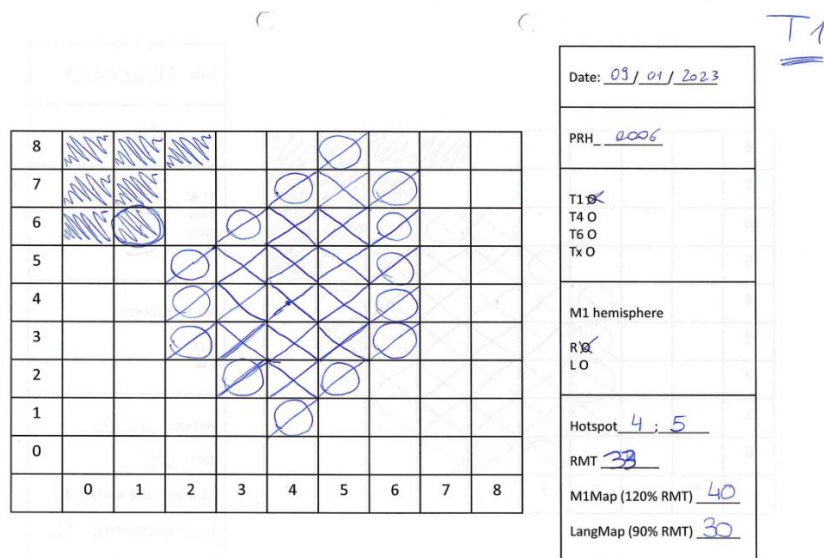 T1
Date: 09/ 01 / 2023
PRH_ 2006
T1 O
T4 O
T6 O
Tx O
M1 hemisphere
R O
L O
Hotspot 4 ; 5
RMT 33
M1Map (120% RMT) 40
LangMap (90% RMT) 30
8
7
6
5
4
3
2
1
0
0 1 2 3 4 5 6 7 8